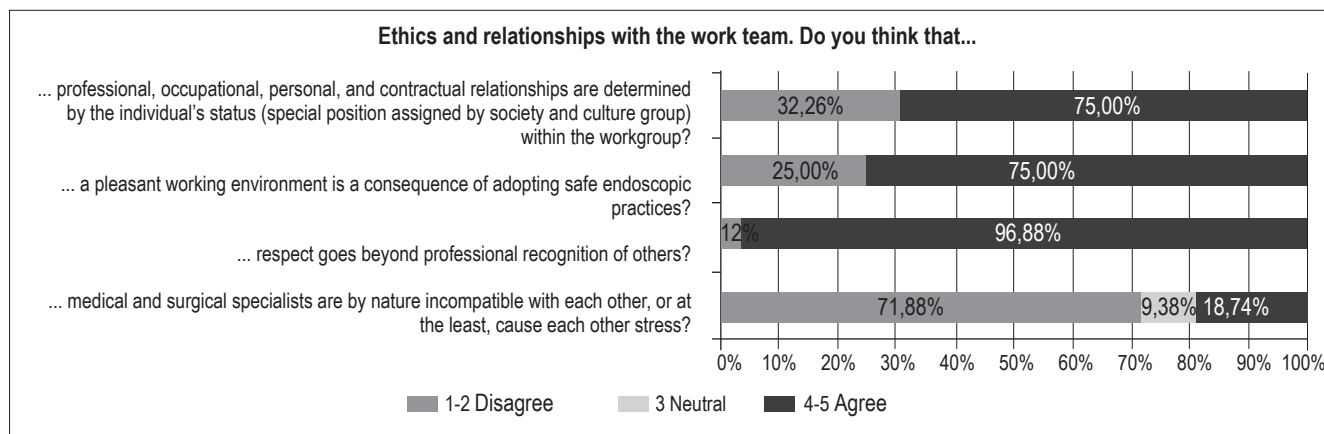 Ethics and relationships with the work team. Do you think that...
... professional, occupational, personal, and contractual relationships are determined
by the individual's status (special position assigned by society and culture group)
within the workgroup?
32,26% 75,00%
... a pleasant working environment is a consequence of adopting safe endoscopic
practices?
25,00% 75,00%
... respect goes beyond professional recognition of others?
12% 96,88%
... medical and surgical specialists are by nature incompatible with each other, or at
the least, cause each other stress?
71,88% 9,38% 18,74%
0% 10% 20% 30% 40% 50% 60% 70% 80% 90% 100%
1-2 Disagree 3 Neutral 4-5 Agree